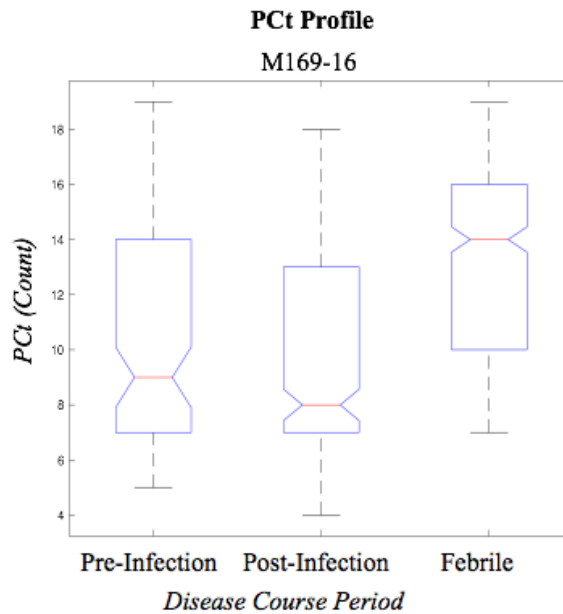 PCt Profile
M169-16
18
16
14
12
10
8
6
4
PCt (Count)
Pre-Infection Post-Infection Febrile
Disease Course Period